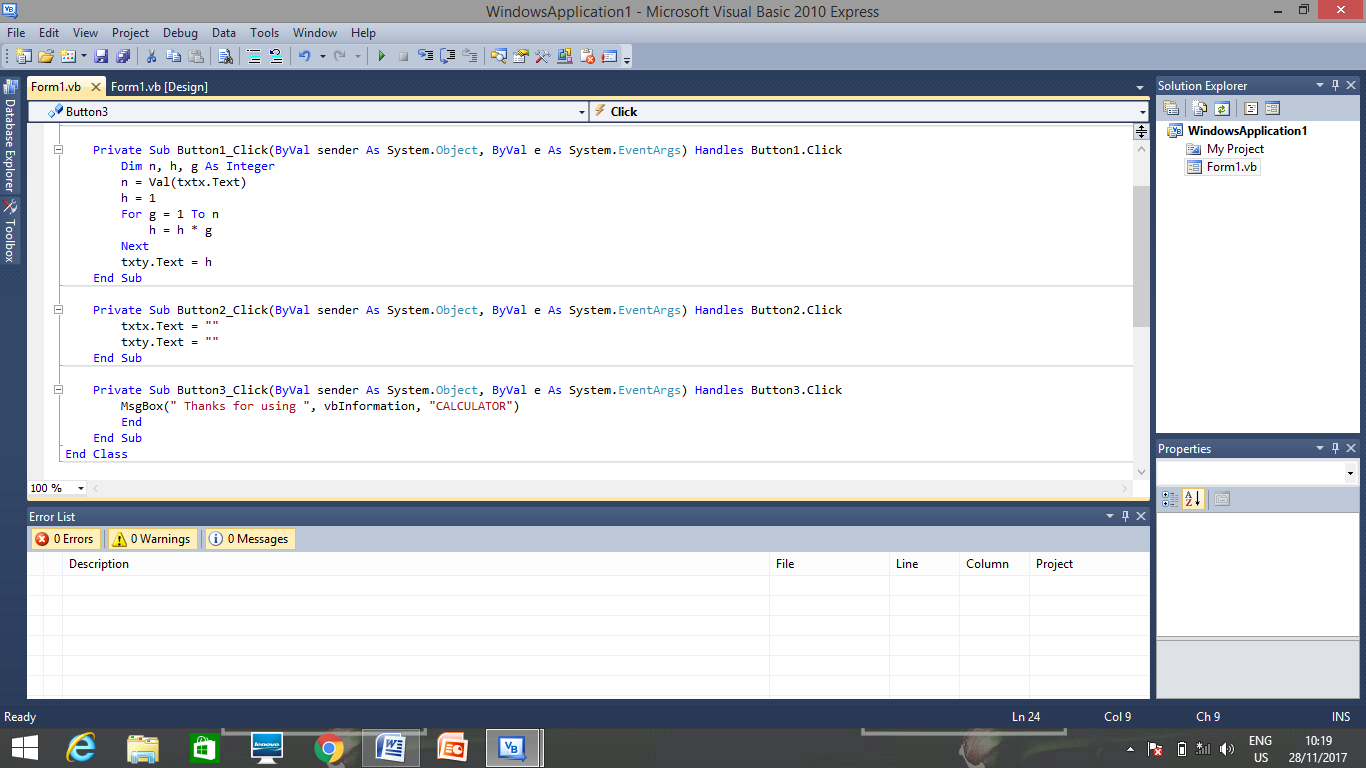 WindowsApplication1 - Microsoft Visual Basic 2010 Express
File Edit View Project Debug Data Tools Window Help
Form1.vb Form1.vb [Design]
Button3 Click
Database Explorer
Toolbox
Private Sub Button1_Click(ByVal sender As System.Object, ByVal e As System.EventArgs) Handles Button1.Click
Dim n, h, g As Integer
n = Val(txtx.Text)
h = 1
For g = 1 To n
h = h * g
Next
txty.Text = h
End Sub
Private Sub Button2_Click(ByVal sender As System.Object, ByVal e As System.EventArgs) Handles Button2.Click
txtx.Text = ""
txty.Text = ""
End Sub
Private Sub Button3_Click(ByVal sender As System.Object, ByVal e As System.EventArgs) Handles Button3.Click
MsgBox(" Thanks for using ", vbInformation, "CALCULATOR")
End
End Sub
End Class
100 %
Solution Explorer
WindowsApplication1
My Project
Form1.vb
Properties
Error List
0 Errors 0 Warnings 0 Messages
Description File Line Column Project
Ready Ln 24 Col 9 Ch 9 INS
lenovo
VB
ENG
US
10:19
28/11/2017